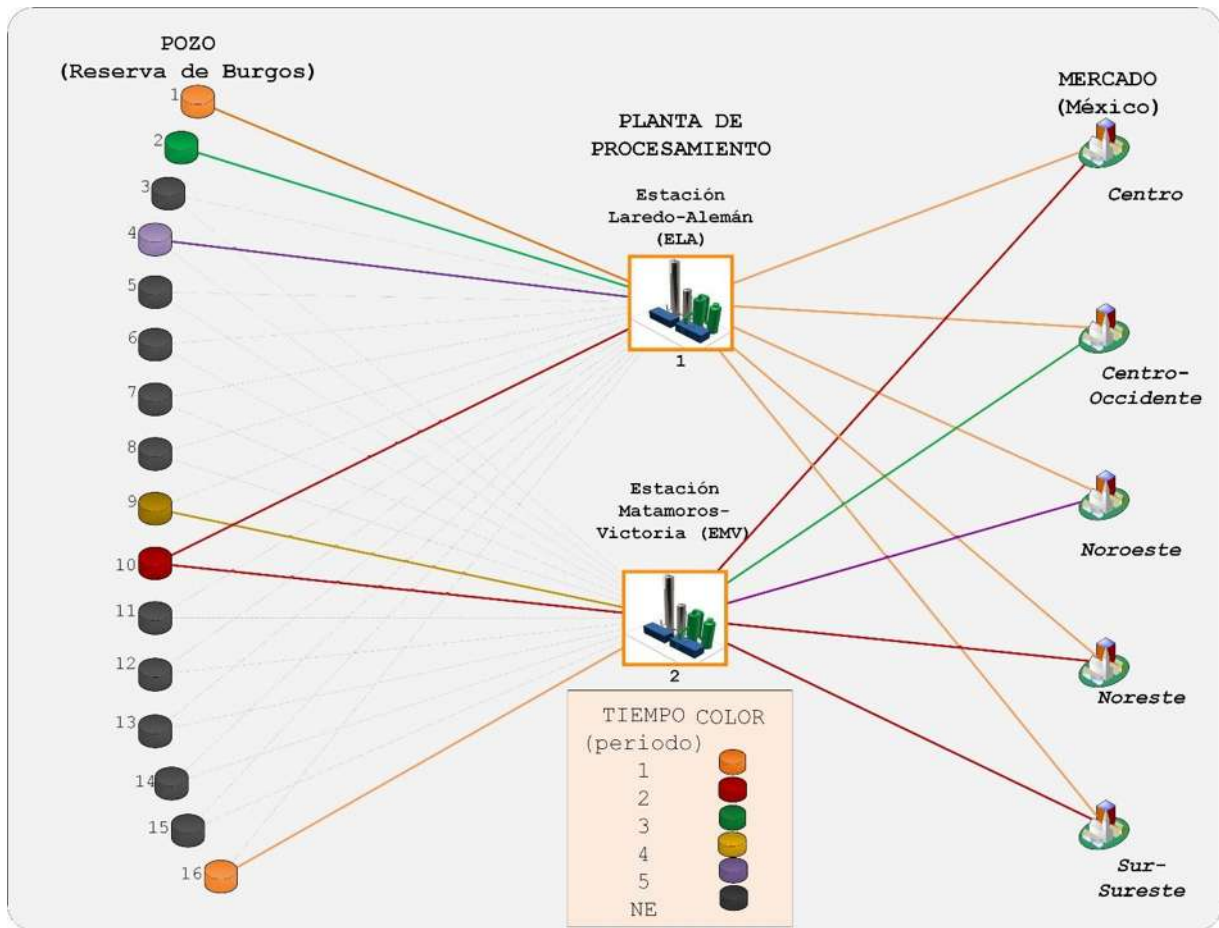 POZO
(Reserva de Burgos)
1
2
3
4
5
6
7
8
9
10
11
12
13
14
15
16
PLANTA DE
PROCESAMIENTO
Estación
Laredo-Alemán
(ELA)
1
Estación
Matamoros-
Victoria (EMV)
2
TIEMPO COLOR
(periodo)
1
2
3
4
5
NE
MERCADO
(México)
Centro
Centro-
Occidente
Noroeste
Noreste
Sur-
Sureste